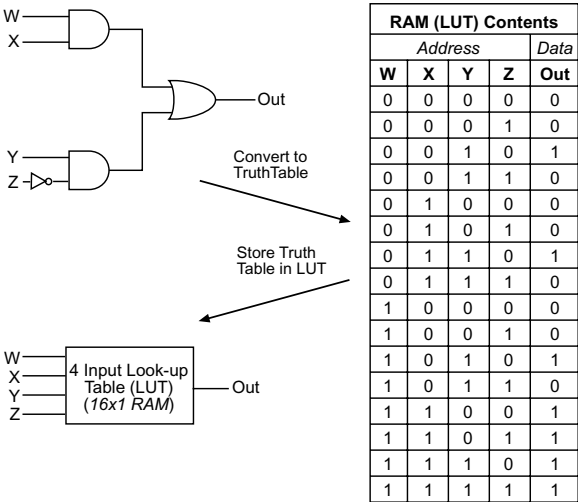 W
X
Out
Y
Z
Convert to
TruthTable
Store Truth
Table in LUT
W
X
Y
Z
4 Input Look-up
Table (LUT)
(16x1 RAM)
Out
RAM (LUT) Contents
Address Data
W X Y Z Out
0 0 0 0 0
0 0 0 1 0
0 0 1 0 1
0 0 1 1 0
0 1 0 0 0
0 1 0 1 0
0 1 1 0 1
0 1 1 1 0
1 0 0 0 0
1 0 0 1 0
1 0 1 0 1
1 0 1 1 0
1 1 0 0 1
1 1 0 1 1
1 1 1 0 1
1 1 1 1 1